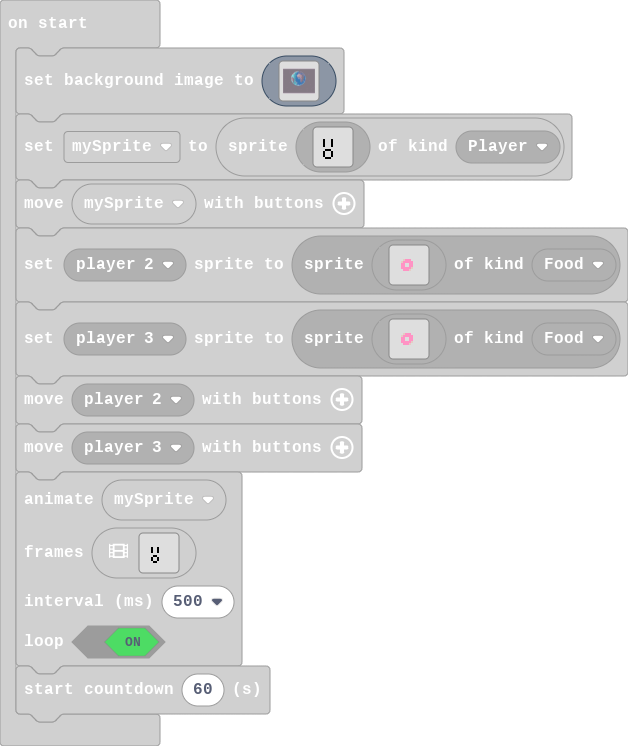 on start
set background image to
set mySprite to sprite of kind Player
move mySprite with buttons
set player 2 sprite to sprite of kind Food
set player 3 sprite to sprite of kind Food
move player 2 with buttons
move player 3 with buttons
animate mySprite
frames
interval (ms) 500
loop ON
start countdown 60 (s)